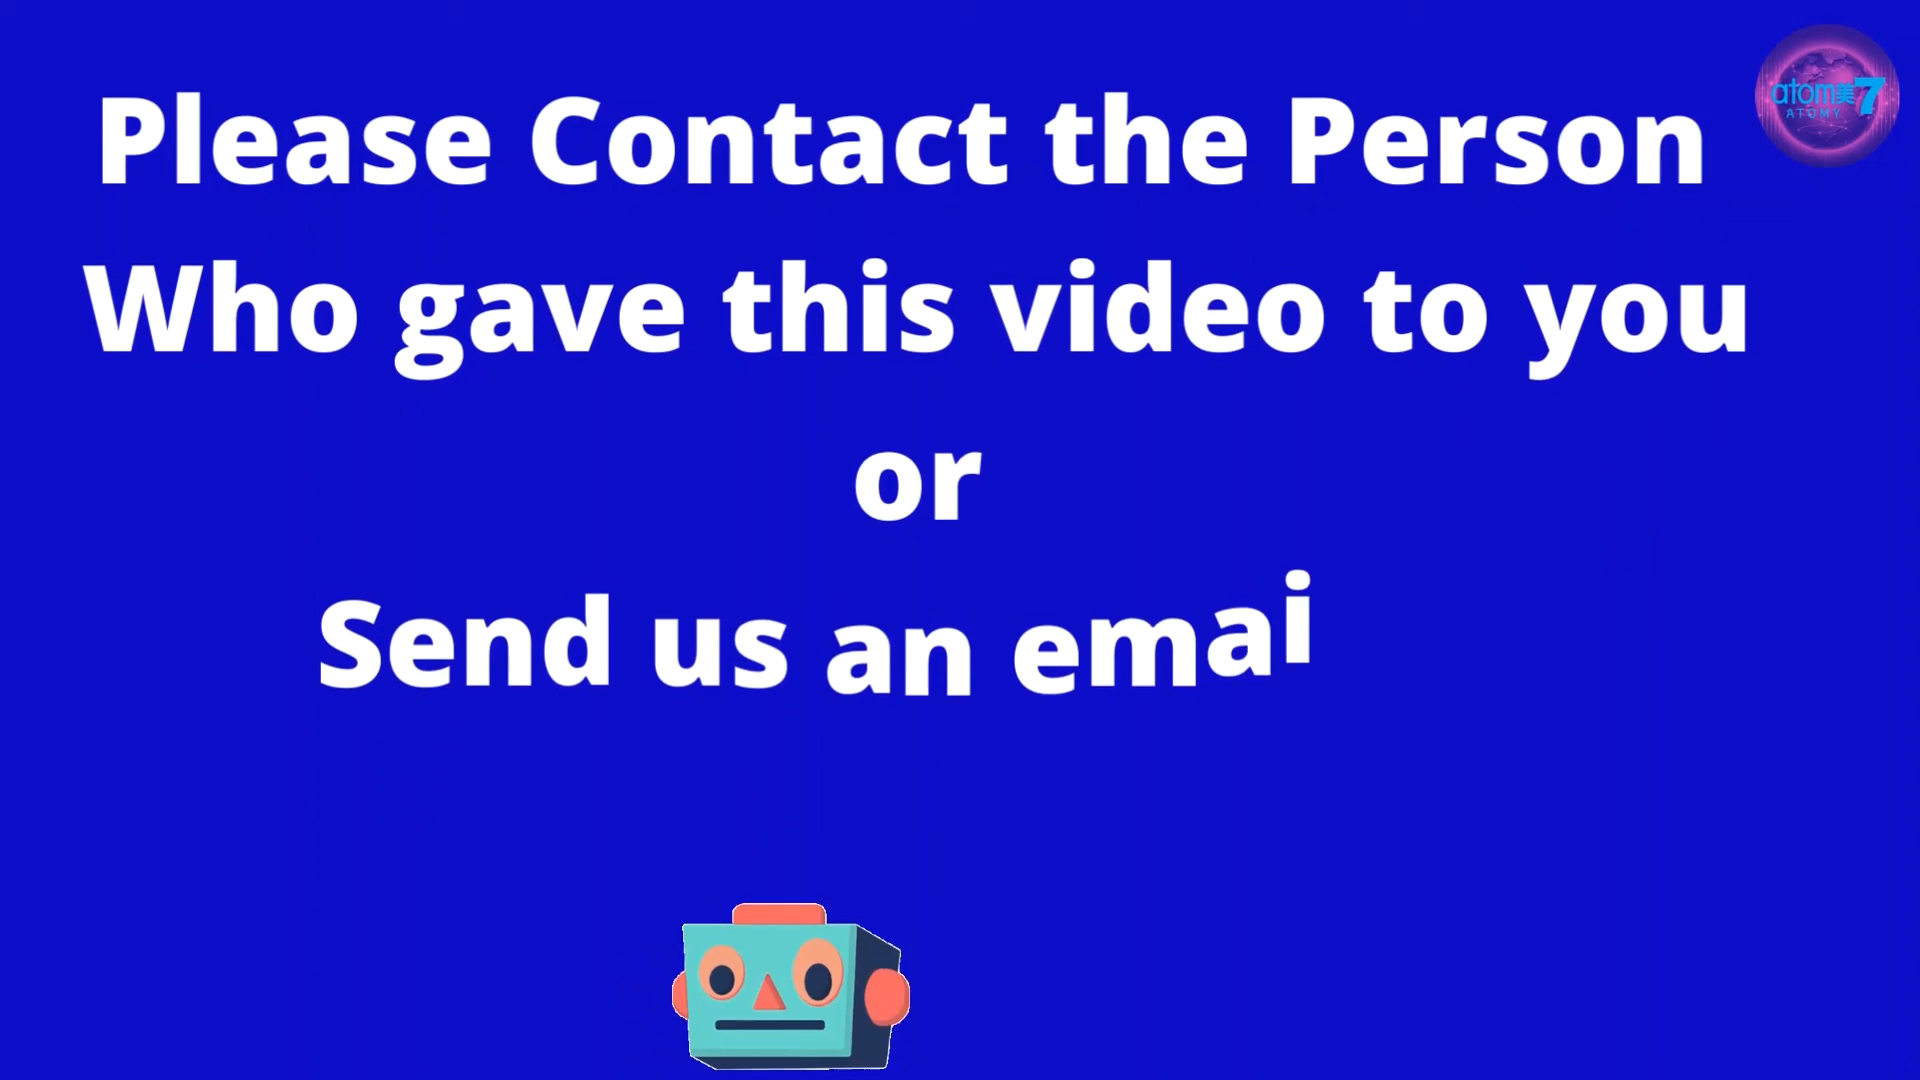 Please Contact the Person
atom美7
ATOMY
Who gave this video to you
or
Send us an emai